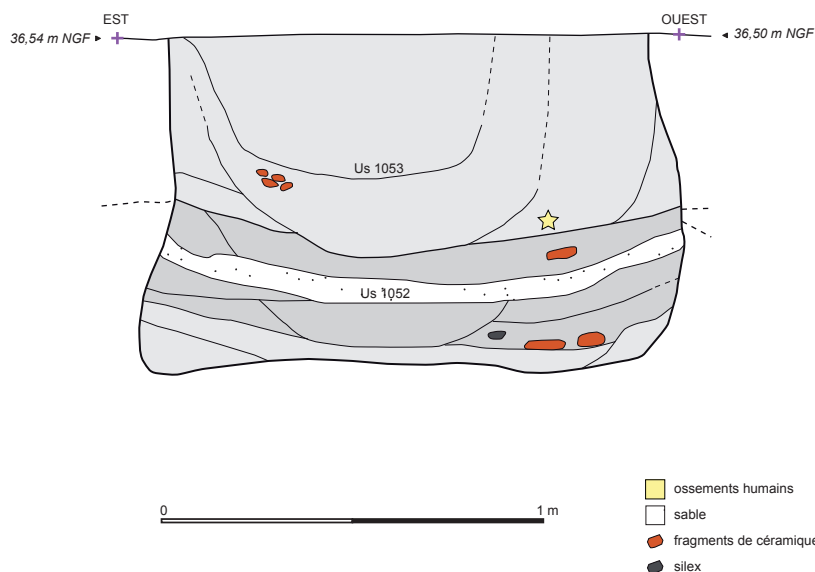 EST
OUEST
36,54 m NGF
36,50 m NGF
Us 1053
Us 1052
0
1 m
ossements humains
sable
fragments de céramique
silex